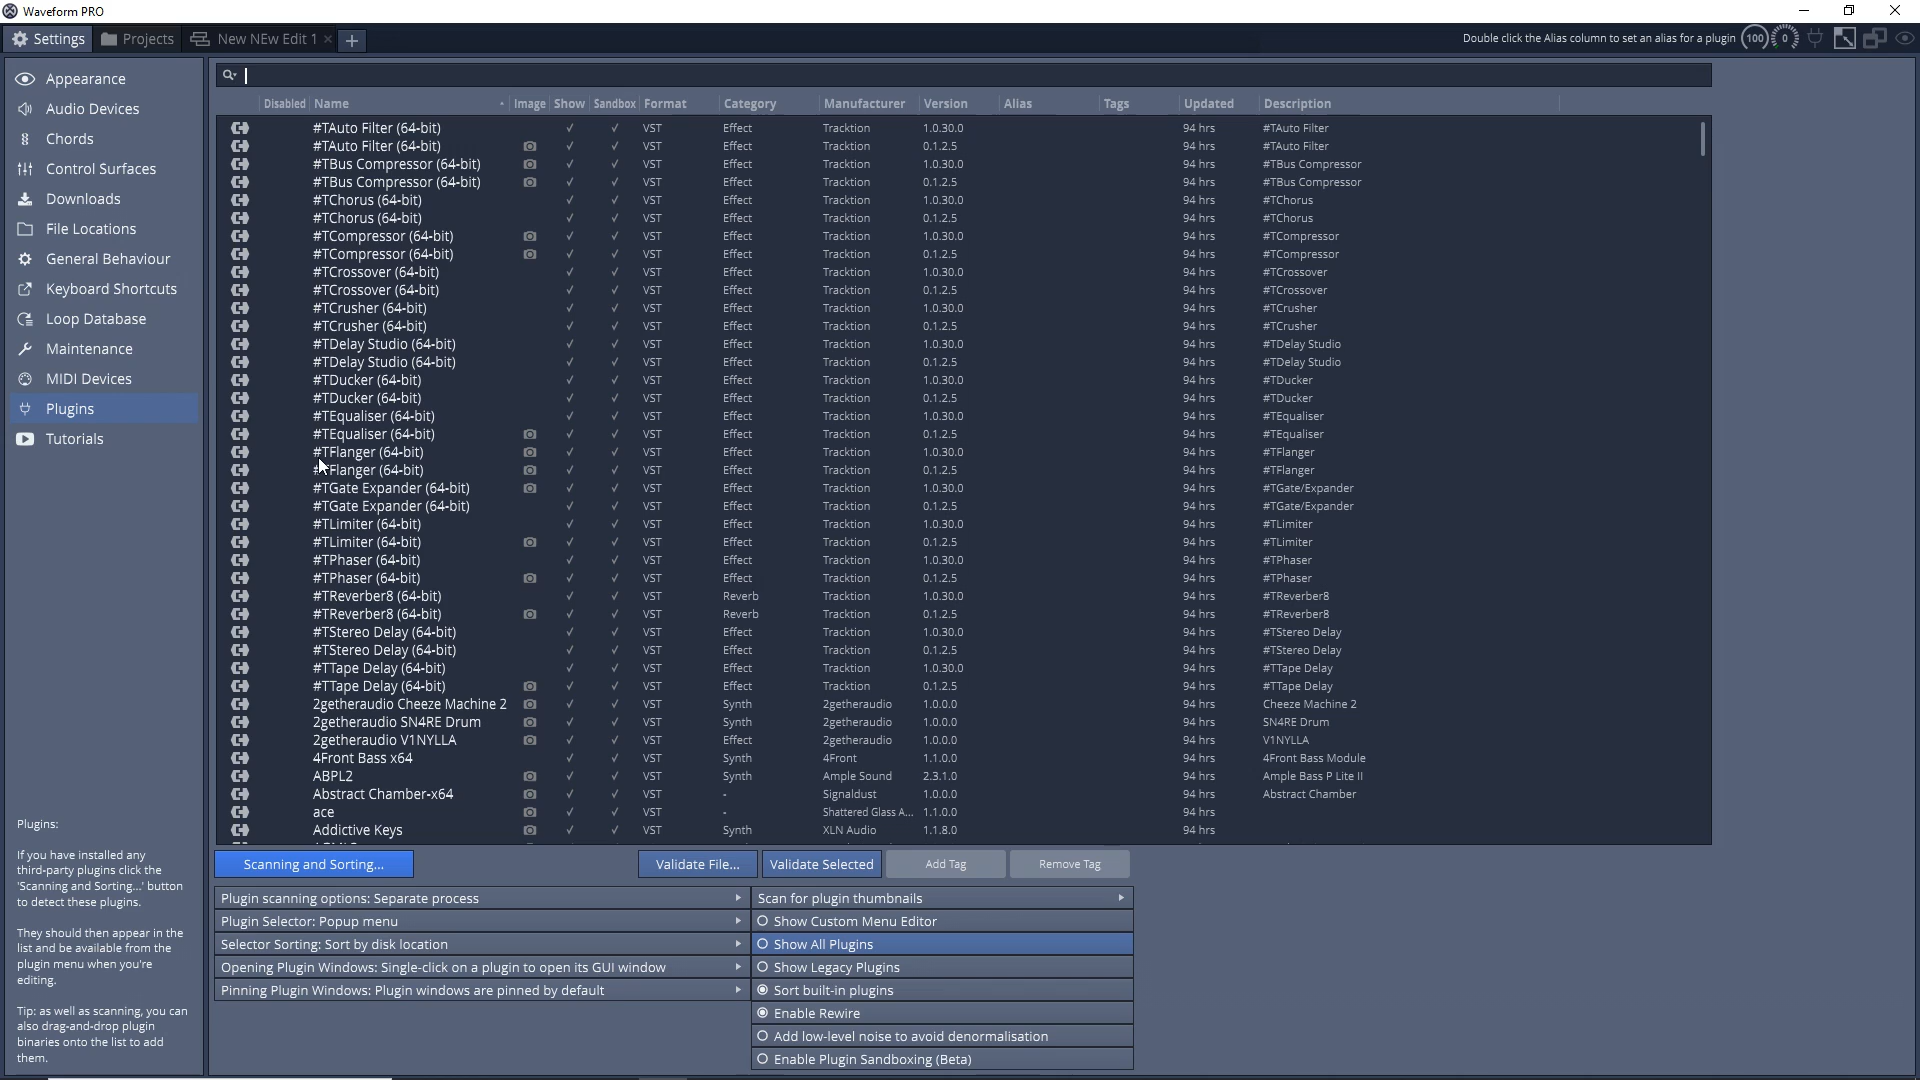 Waveform PRO
Settings
Projects
New NEw Edit 1
Double click the Alias column to set an alias for a plugin
100
0
Appearance
Audio Devices
Chords
Control Surfaces
Downloads
File Locations
General Behaviour
Keyboard Shortcuts
Loop Database
Maintenance
MIDI Devices
Plugins
Tutorials
Plugins:
If you have installed any
third-party plugins click the
'Scanning and Sorting...' button
to detect these plugins.
They should then appear in the
list and be available from the
plugin menu when you're
editing.
Tip: as well as scanning, you can
also drag-and-drop plugin
binaries onto the list to add
them.
Disabled Name Image Show Sandbox Format Category Manufacturer Version Alias Tags Updated Description
#TAuto Filter (64-bit) VST Effect Tracktion 1.0.30.0 94 hrs #TAuto Filter
#TAuto Filter (64-bit) VST Effect Tracktion 0.1.2.5 94 hrs #TAuto Filter
#TBus Compressor (64-bit) VST Effect Tracktion 1.0.30.0 94 hrs #TBus Compressor
#TBus Compressor (64-bit) VST Effect Tracktion 0.1.2.5 94 hrs #TBus Compressor
#TChorus (64-bit) VST Effect Tracktion 1.0.30.0 94 hrs #TChorus
#TChorus (64-bit) VST Effect Tracktion 0.1.2.5 94 hrs #TChorus
#TCompressor (64-bit) VST Effect Tracktion 1.0.30.0 94 hrs #TCompressor
#TCompressor (64-bit) VST Effect Tracktion 0.1.2.5 94 hrs #TCompressor
#TCrossover (64-bit) VST Effect Tracktion 1.0.30.0 94 hrs #TCrossover
#TCrossover (64-bit) VST Effect Tracktion 0.1.2.5 94 hrs #TCrossover
#TCrusher (64-bit) VST Effect Tracktion 1.0.30.0 94 hrs #TCrusher
#TCrusher (64-bit) VST Effect Tracktion 0.1.2.5 94 hrs #TCrusher
#TDelay Studio (64-bit) VST Effect Tracktion 1.0.30.0 94 hrs #TDelay Studio
#TDelay Studio (64-bit) VST Effect Tracktion 0.1.2.5 94 hrs #TDelay Studio
#TDucker (64-bit) VST Effect Tracktion 1.0.30.0 94 hrs #TDucker
#TDucker (64-bit) VST Effect Tracktion 0.1.2.5 94 hrs #TDucker
#TEqualiser (64-bit) VST Effect Tracktion 1.0.30.0 94 hrs #TEqualiser
#TEqualiser (64-bit) VST Effect Tracktion 0.1.2.5 94 hrs #TEqualiser
#TFlanger (64-bit) VST Effect Tracktion 1.0.30.0 94 hrs #TFlanger
#TFlanger (64-bit) VST Effect Tracktion 0.1.2.5 94 hrs #TFlanger
#TGate Expander (64-bit) VST Effect Tracktion 1.0.30.0 94 hrs #TGate/Expander
#TGate Expander (64-bit) VST Effect Tracktion 0.1.2.5 94 hrs #TGate/Expander
#TLimiter (64-bit) VST Effect Tracktion 1.0.30.0 94 hrs #TLimiter
#TLimiter (64-bit) VST Effect Tracktion 0.1.2.5 94 hrs #TLimiter
#TPhaser (64-bit) VST Effect Tracktion 1.0.30.0 94 hrs #TPhaser
#TPhaser (64-bit) VST Effect Tracktion 0.1.2.5 94 hrs #TPhaser
#TReverber8 (64-bit) VST Reverb Tracktion 1.0.30.0 94 hrs #TReverber8
#TReverber8 (64-bit) VST Reverb Tracktion 0.1.2.5 94 hrs #TReverber8
#TStereo Delay (64-bit) VST Effect Tracktion 1.0.30.0 94 hrs #TStereo Delay
#TStereo Delay (64-bit) VST Effect Tracktion 0.1.2.5 94 hrs #TStereo Delay
#TTape Delay (64-bit) VST Effect Tracktion 1.0.30.0 94 hrs #TTape Delay
#TTape Delay (64-bit) VST Effect Tracktion 0.1.2.5 94 hrs #TTape Delay
2getheraudio Cheeze Machine 2 VST Synth 2getheraudio 1.0.0.0 94 hrs Cheeze Machine 2
2getheraudio SN4RE Drum VST Synth 2getheraudio 1.0.0.0 94 hrs SN4RE Drum
2getheraudio V1NYLLA VST Effect 2getheraudio 1.0.0.0 94 hrs V1NYLLA
4Front Bass x64 VST Synth 4Front 1.1.0.0 94 hrs 4Front Bass Module
ABPL2 VST Synth Ample Sound 2.3.1.0 94 hrs Ample Bass P Lite II
Abstract Chamber-x64 VST - Signaldust 1.0.0.0 94 hrs Abstract Chamber
ace VST - Shattered Glass A... 1.1.0.0 94 hrs
Addictive Keys VST Synth XLN Audio 1.1.8.0 94 hrs
Scanning and Sorting...
Validate File...
Validate Selected
Add Tag
Remove Tag
Plugin scanning options: Separate process
Plugin Selector: Popup menu
Selector Sorting: Sort by disk location
Opening Plugin Windows: Single-click on a plugin to open its GUI window
Pinning Plugin Windows: Plugin windows are pinned by default
Scan for plugin thumbnails
Show Custom Menu Editor
Show All Plugins
Show Legacy Plugins
Sort built-in plugins
Enable Rewire
Add low-level noise to avoid denormalisation
Enable Plugin Sandboxing (Beta)